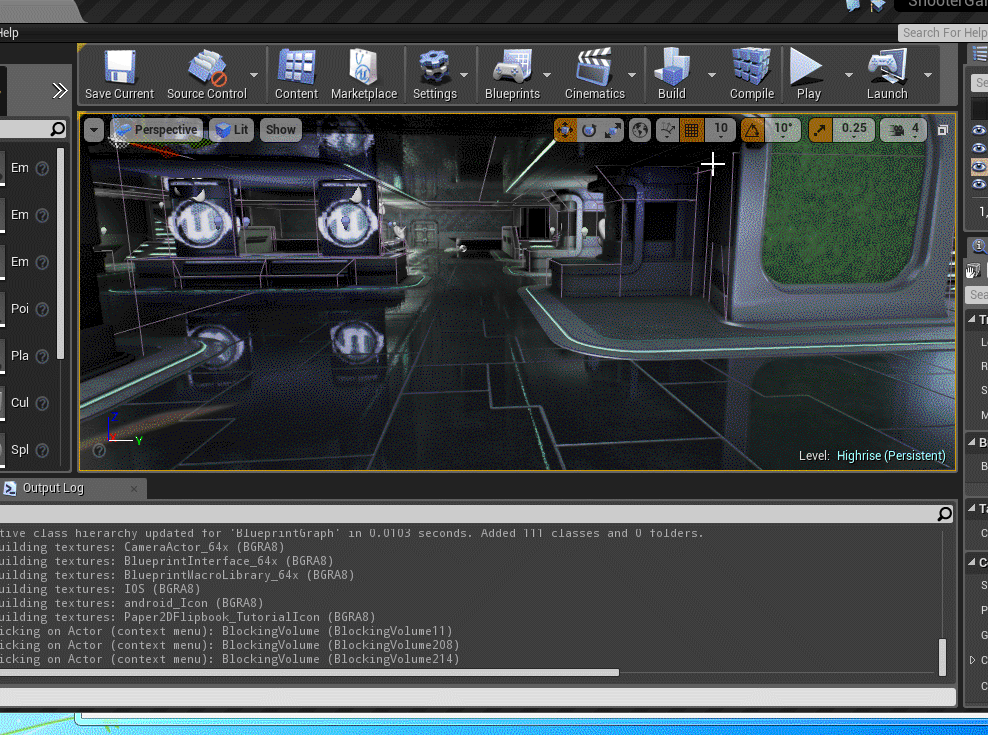 ShooterGa
Help
Search For Help
Save Current
Source Control
Content
Marketplace
Settings
Blueprints
Cinematics
Build
Compile
Play
Launch
Se
Perspective
Lit
Show
10
10°
0.25
4
Em
Em
Em
Poi
Pla
Cul
Spl
1,
Sea
Tr
L
R
S
M
B
B
Ta
C
C
S
P
G
C
C
Z
Y
Level: Highrise (Persistent)
Output Log
tive class hierarchy updated for 'BlueprintGraph' in 0.0103 seconds. Added 111 classes and 0 folders.
uilding textures: CameraActor_64x (BGRA8)
uilding textures: BlueprintInterface_64x (BGRA8)
uilding textures: BlueprintMacroLibrary_64x (BGRA8)
uilding textures: IOS (BGRA8)
uilding textures: android_Icon (BGRA8)
uilding textures: Paper2DFlipbook_TutorialIcon (BGRA8)
icking on Actor (context menu): BlockingVolume (BlockingVolume11)
icking on Actor (context menu): BlockingVolume (BlockingVolume208)
icking on Actor (context menu): BlockingVolume (BlockingVolume214)